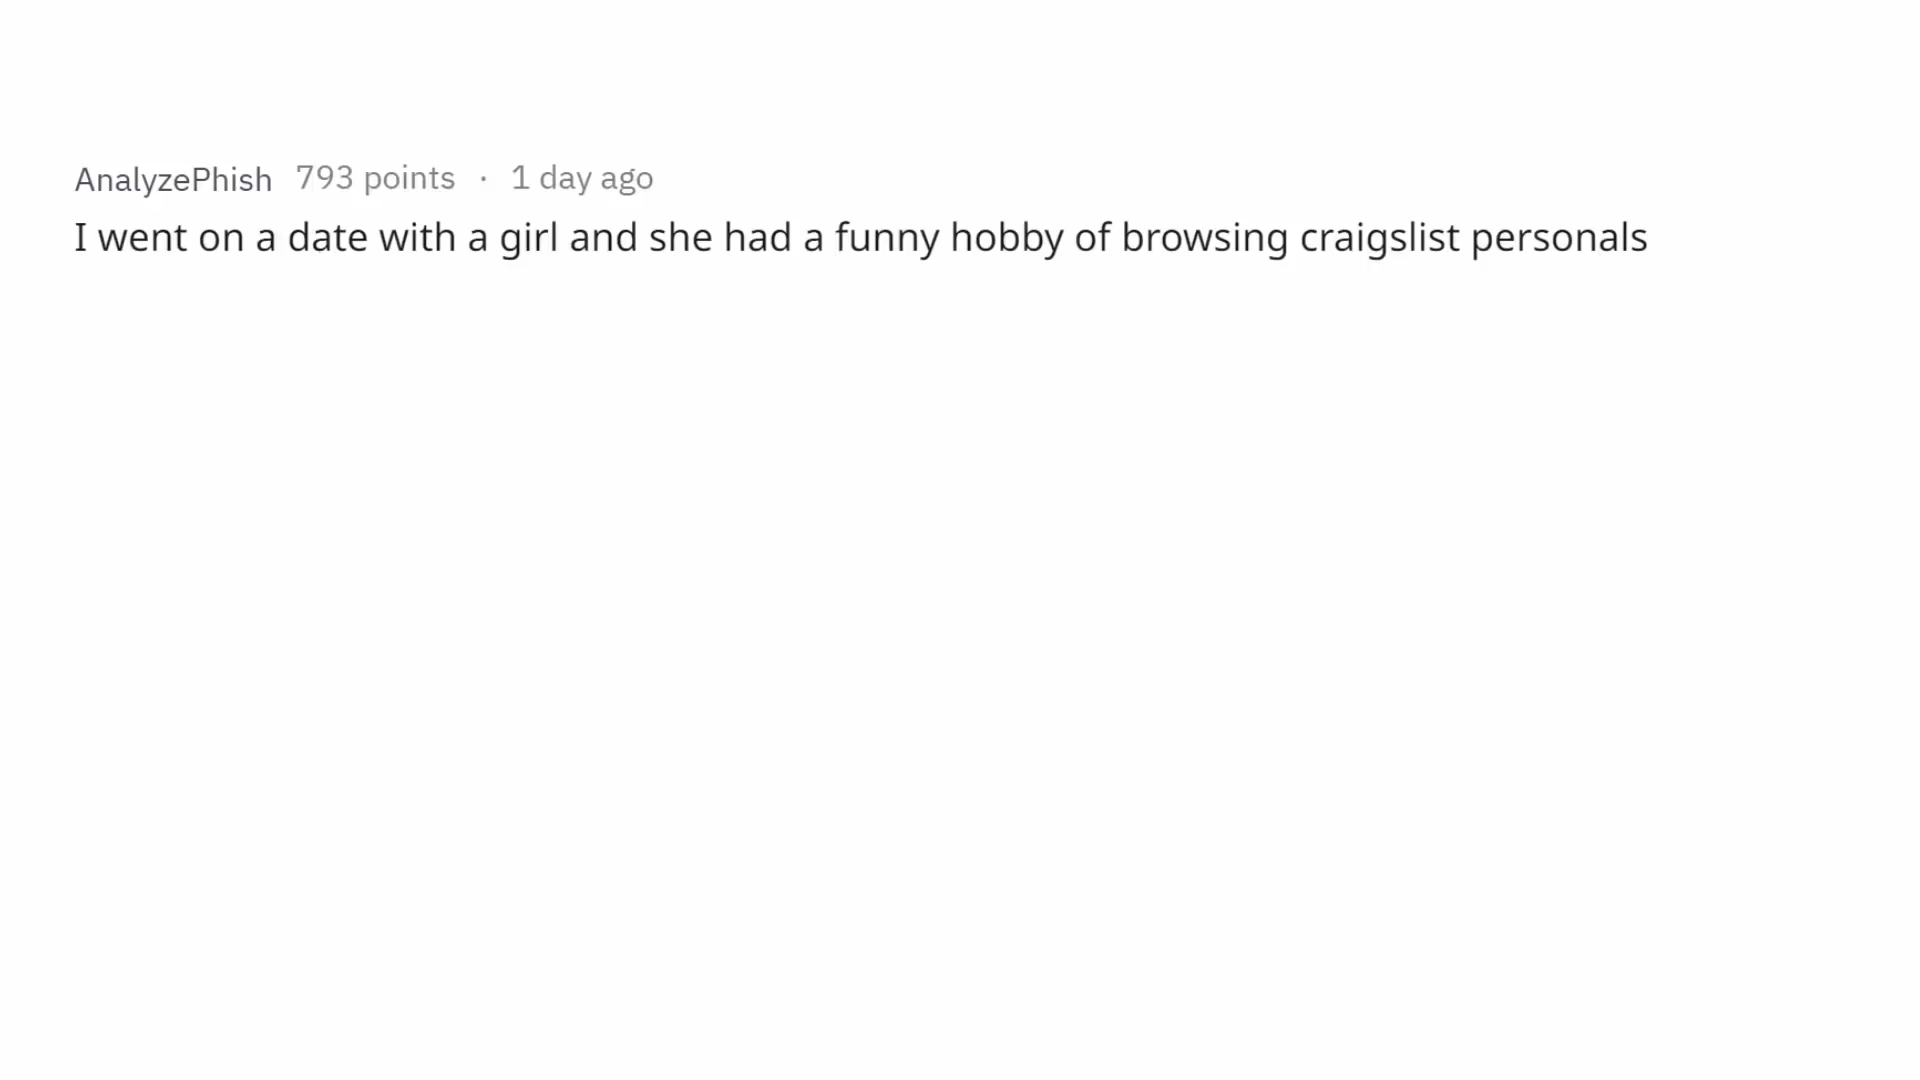 AnalyzePhish 793 points · 1 day ago
I went on a date with a girl and she had a funny hobby of browsing craigslist personals